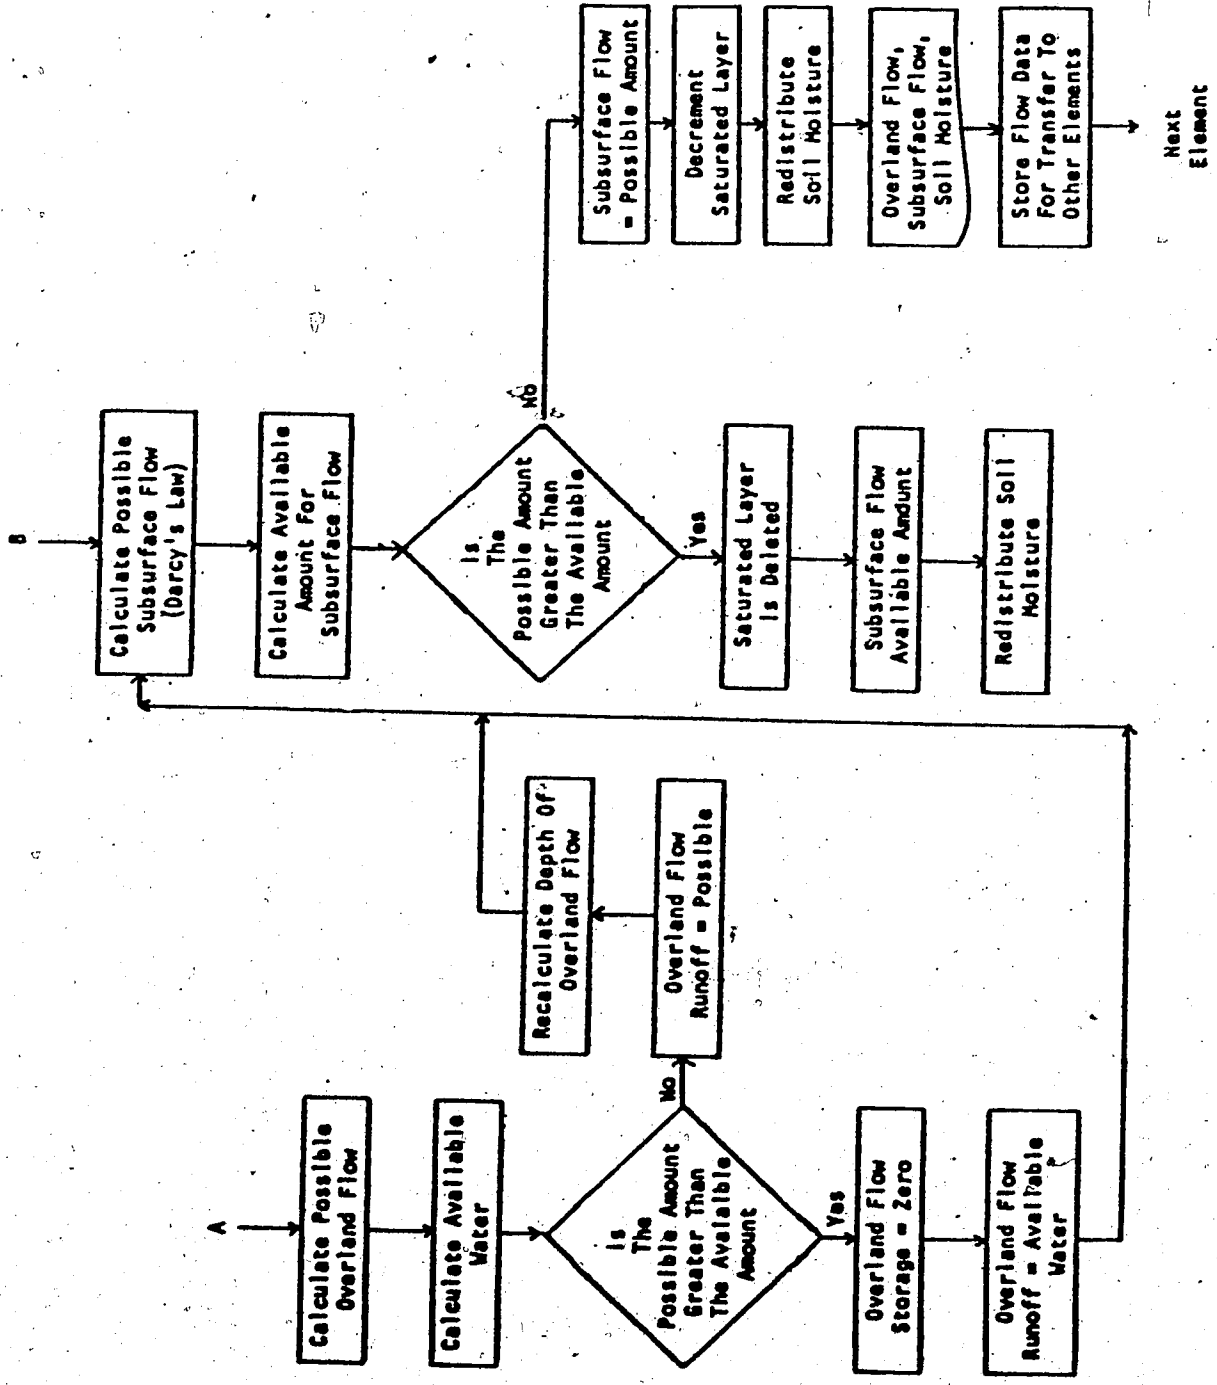 A
Calculate Possible
Overland Flow
Calculate Available
Water
Is
The
Possible Amount
Greater Than
The Available
Amount
No
Yes
Overland Flow
Storage = Zero
Overland Flow
Runoff = Available
Water
Overland Flow
Runoff = Possible
Recalculate Depth Of
Overland Flow
B
Calculate Possible
Subsurface Flow
(Darcy's Law)
Calculate Available
Amount For
Subsurface Flow
Is
The
Possible Amount
Greater Than
The Available
Amount
No
Yes
Saturated Layer
Is Deleted
Subsurface Flow
Available Amount
Redistribute Soil
Moisture
Subsurface Flow
= Possible Amount
Decrement
Saturated Layer
Redistribute
Soil Moisture
Overland Flow,
Subsurface Flow,
Soil Moisture
Store Flow Data
For Transfer To
Other Elements
Next
Element